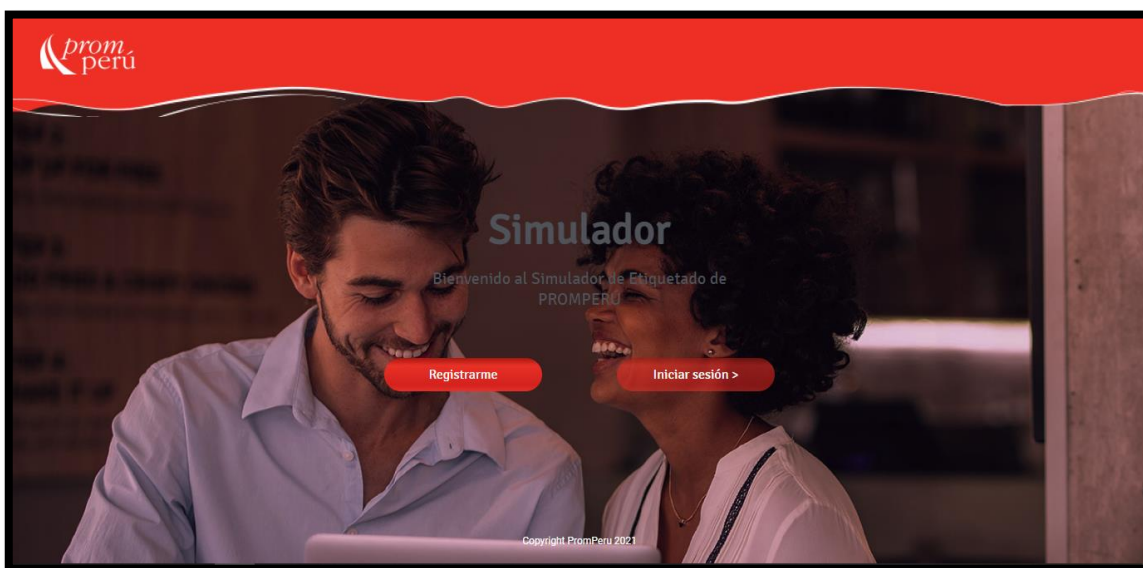 prom
perú
Simulador
Bienvenido al Simulador de Etiquetado de
PROMPERU
Registrarme
Iniciar sesión >
Copyright PromPeru 2021